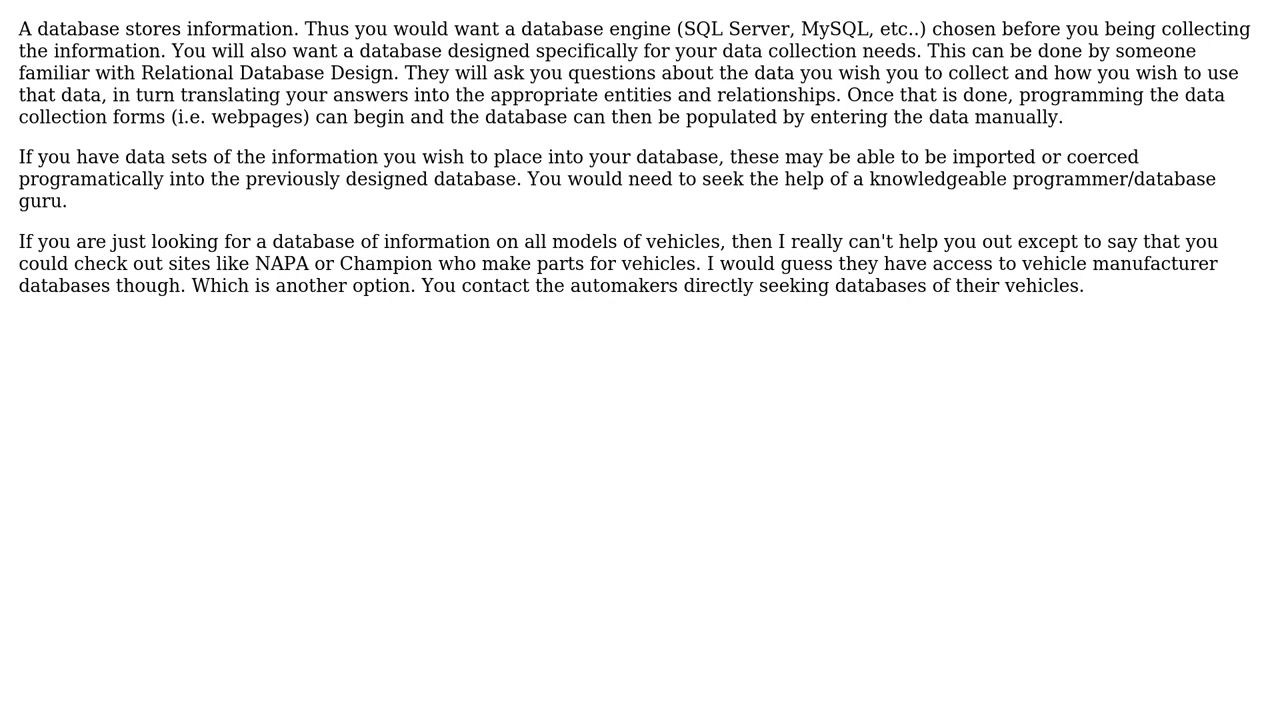 A database stores information. Thus you would want a database engine (SQL Server, MySQL, etc..) chosen before you being collecting
the information. You will also want a database designed specifically for your data collection needs. This can be done by someone
familiar with Relational Database Design. They will ask you questions about the data you wish you to collect and how you wish to use
that data, in turn translating your answers into the appropriate entities and relationships. Once that is done, programming the data
collection forms (i.e. webpages) can begin and the database can then be populated by entering the data manually.
If you have data sets of the information you wish to place into your database, these may be able to be imported or coerced
programatically into the previously designed database. You would need to seek the help of a knowledgeable programmer/database
guru.
If you are just looking for a database of information on all models of vehicles, then I really can't help you out except to say that you
could check out sites like NAPA or Champion who make parts for vehicles. I would guess they have access to vehicle manufacturer
databases though. Which is another option. You contact the automakers directly seeking databases of their vehicles.